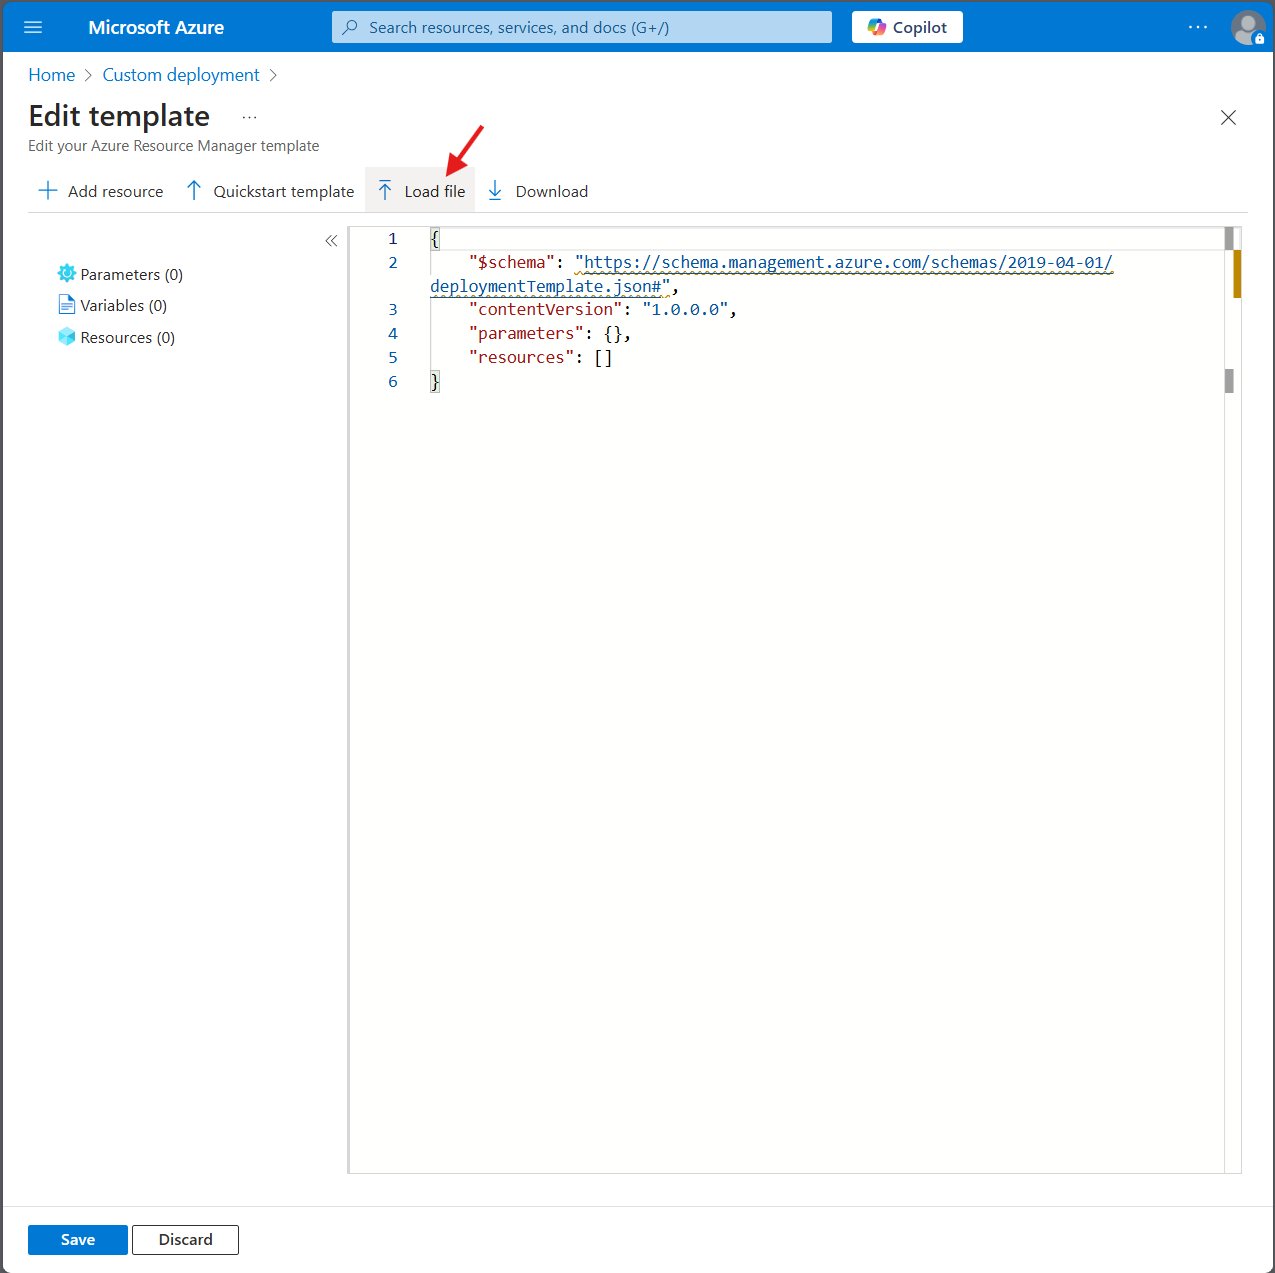 Microsoft Azure
Search resources, services, and docs (G+/)
Copilot
Home > Custom deployment >
Edit template ...
Edit your Azure Resource Manager template
Add resource
Quickstart template
Load file
Download
Parameters (0)
Variables (0)
Resources (0)
1 {
2 "$schema": "https://schema.management.azure.com/schemas/2019-04-01/
deploymentTemplate.json#",
3 "contentVersion": "1.0.0.0",
4 "parameters": {},
5 "resources": []
6 }
Save
Discard